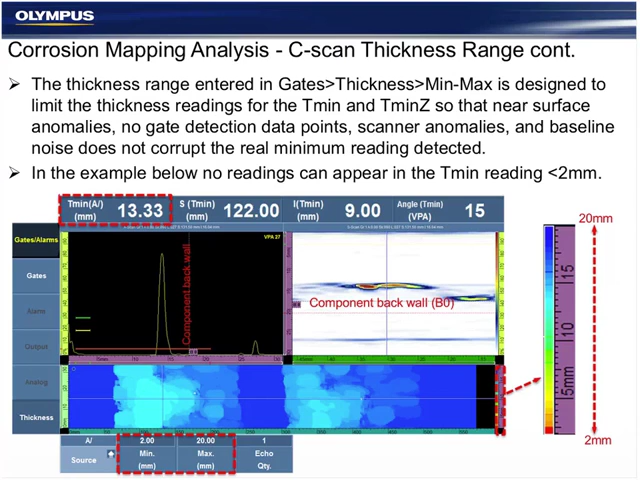 OLYMPUS
Corrosion Mapping Analysis - C-scan Thickness Range cont.
➢ The thickness range entered in Gates>Thickness>Min-Max is designed to
limit the thickness readings for the Tmin and TminZ so that near surface
anomalies, no gate detection data points, scanner anomalies, and baseline
noise does not corrupt the real minimum reading detected.
➢ In the example below no readings can appear in the Tmin reading <2mm.
Tmin(A/) (mm) 13.33 S (Tmin) (mm) 122.00 I(Tmin) (mm) 9.00 Angle (Tmin) (VPA) 15
20mm
Gates/Alarms
VPA 27
Gates
Component back wall
Component back wall (B0)
Alarm
Output
Analog
Thickness
15
10
5mm
2mm
A/ 2.00 20.00 1
Source Min. (mm) Max. (mm) Echo Qty.